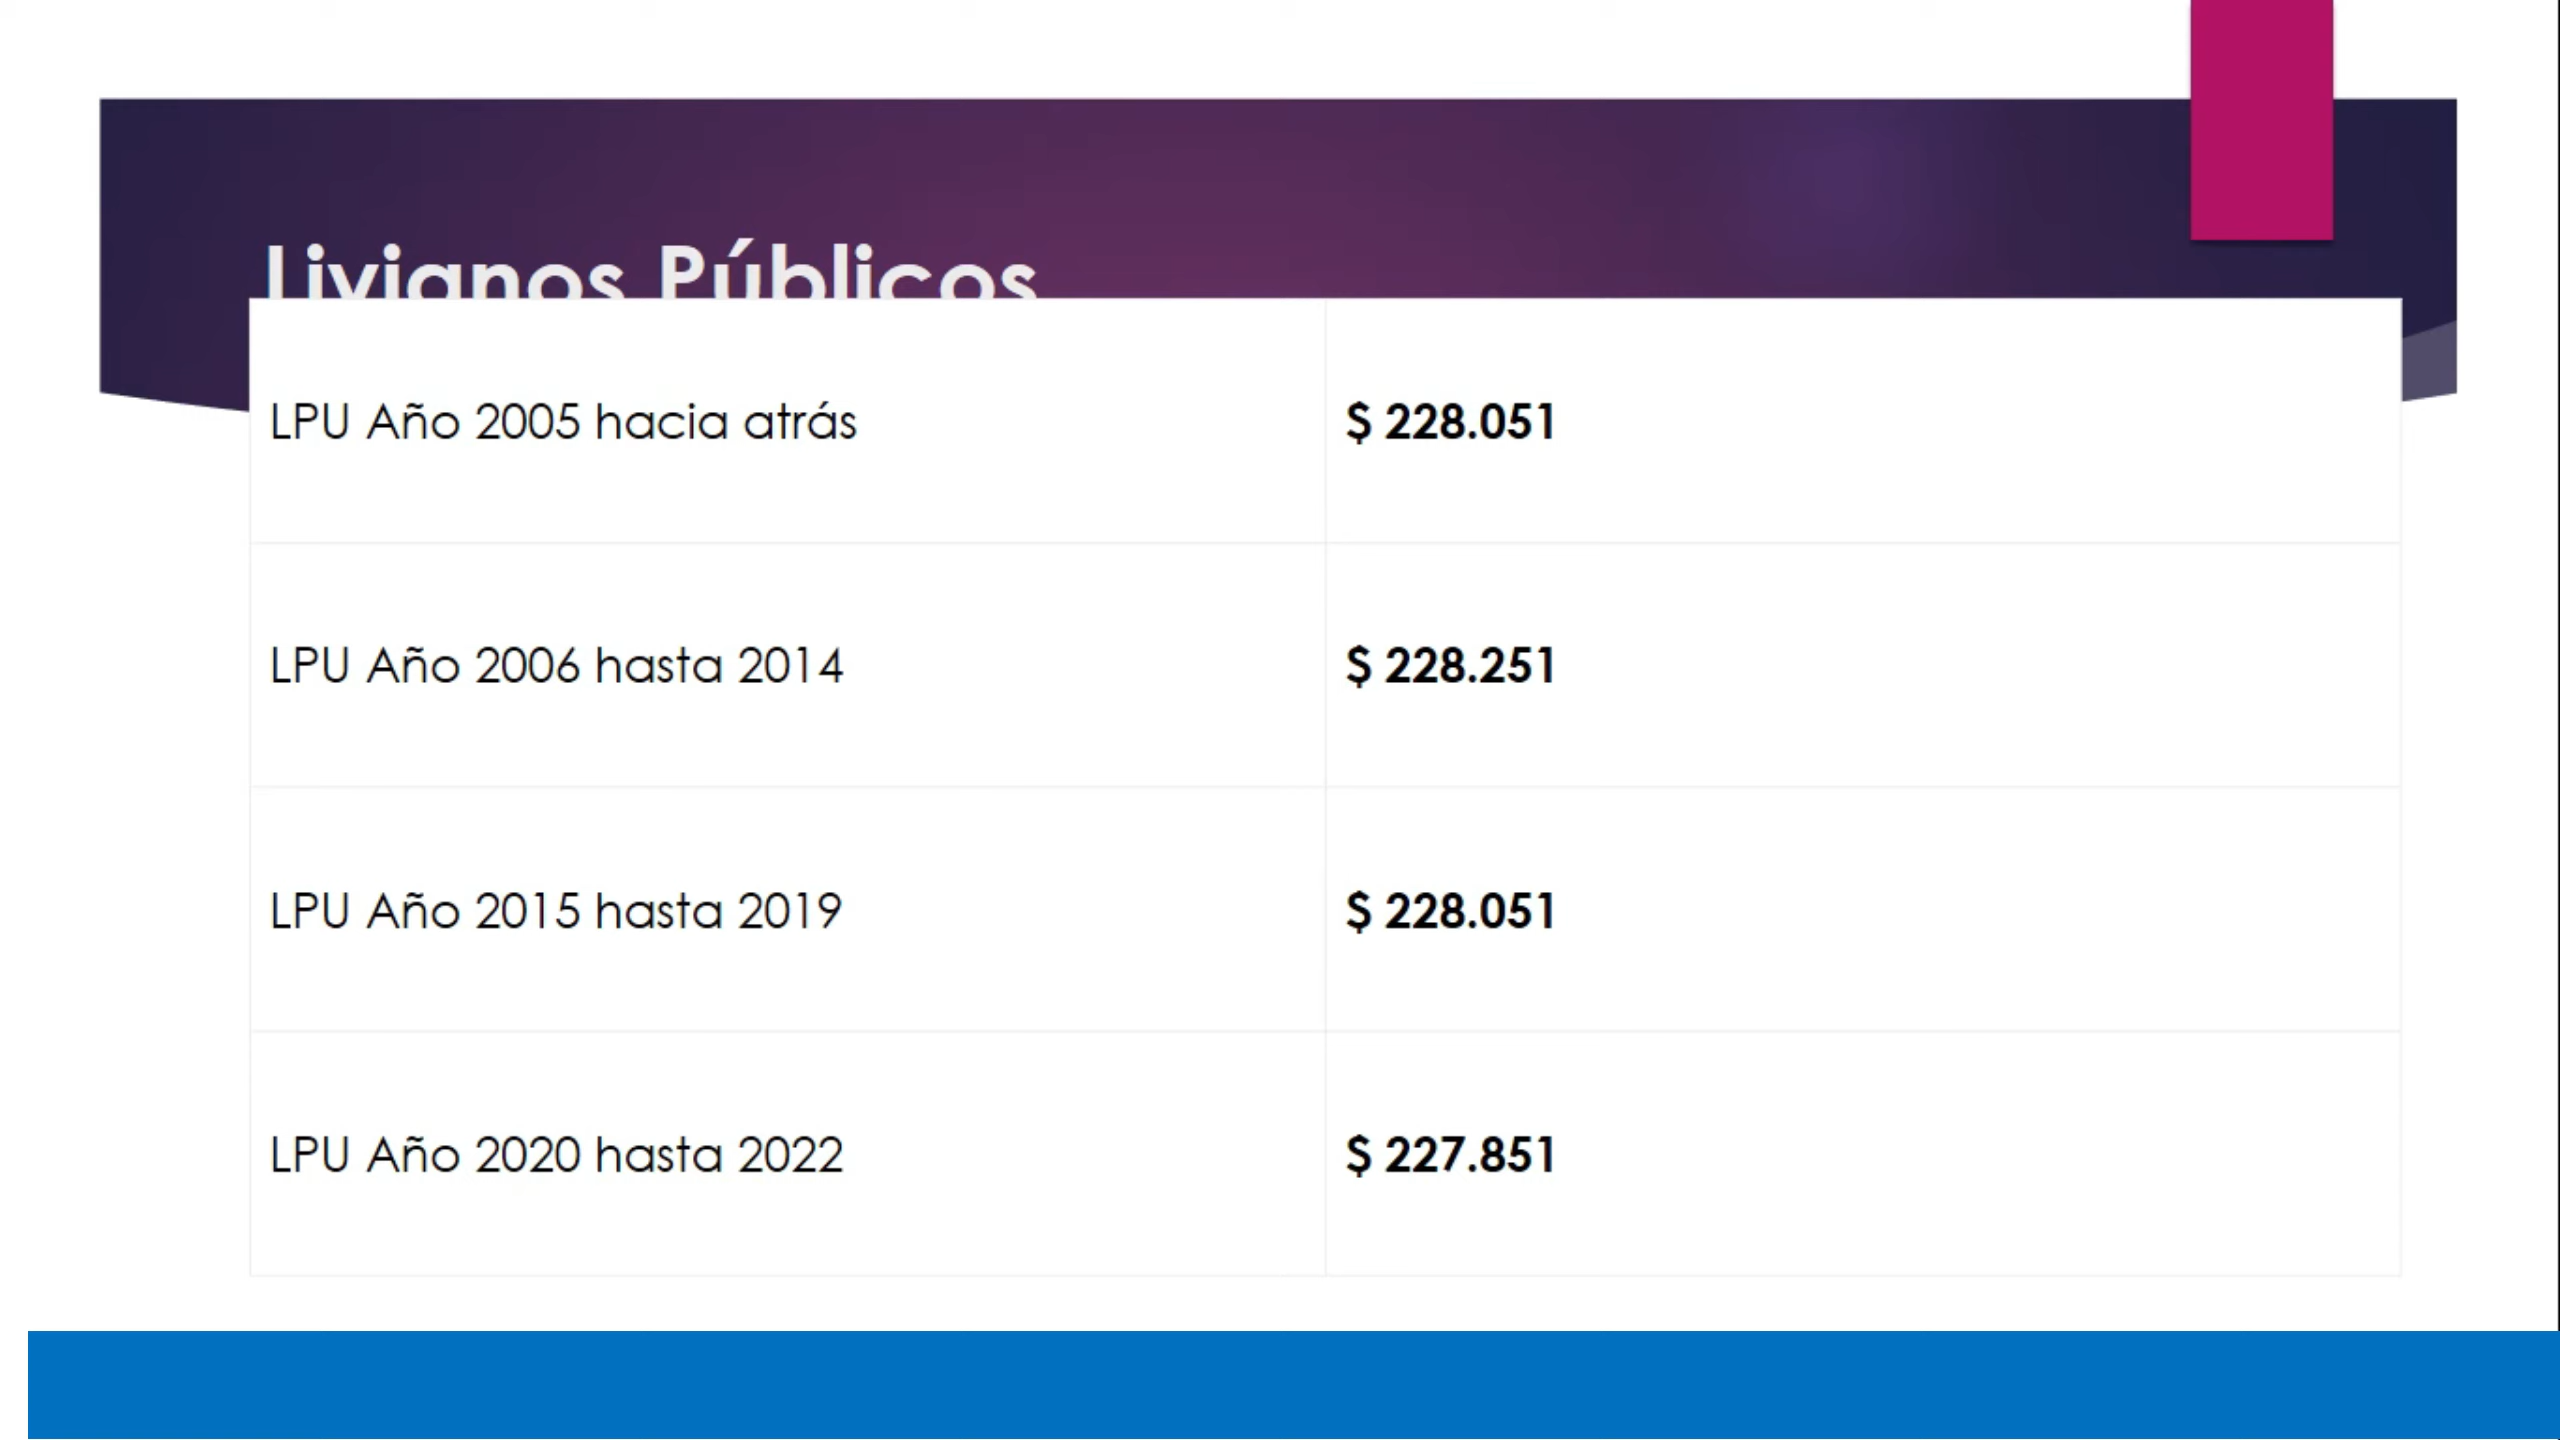 Livianos Públicos
LPU Año 2005 hacia atrás $ 228.051
LPU Año 2006 hasta 2014 $ 228.251
LPU Año 2015 hasta 2019 $ 228.051
LPU Año 2020 hasta 2022 $ 227.851